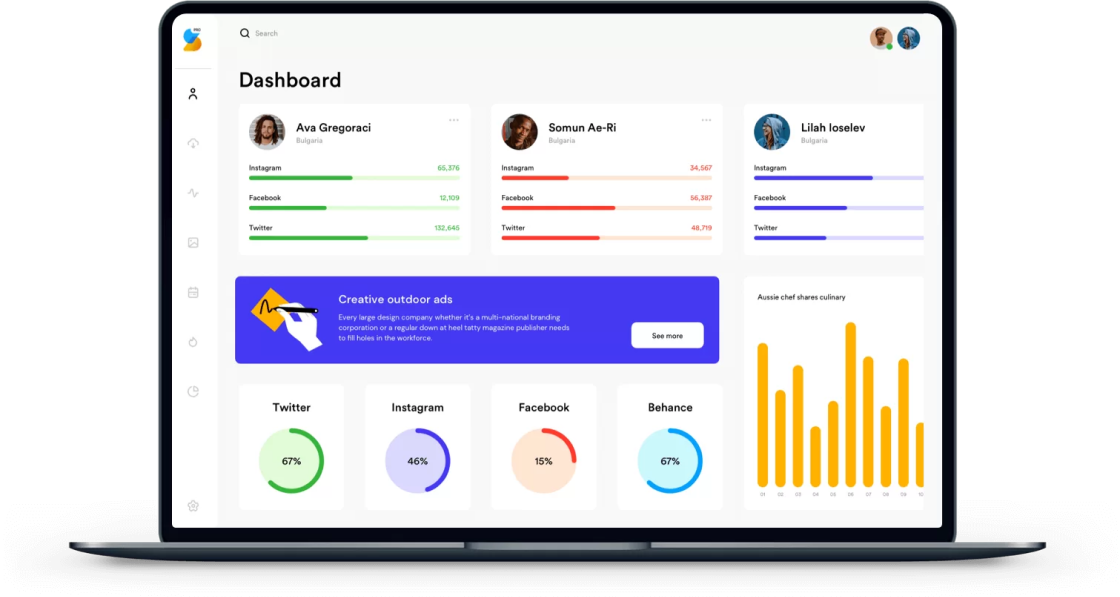 PRO
Search
Dashboard
Ava Gregoraci
Bulgaria
Instagram 65,376
Facebook 12,109
Twitter 132,645
Somun Ae-Ri
Bulgaria
Instagram 34,567
Facebook 56,387
Twitter 48,719
Lilah Ioselev
Bulgaria
Instagram
Facebook
Twitter
Creative outdoor ads
Every large design company whether it's a multi-national branding
corporation or a regular down at heel tatty magazine publisher needs
to fill holes in the workforce.
See more
Aussie chef shares culinary
01 02 03 04 05 06 07 08 09
Twitter
67%
Instagram
46%
Facebook
15%
Behance
67%